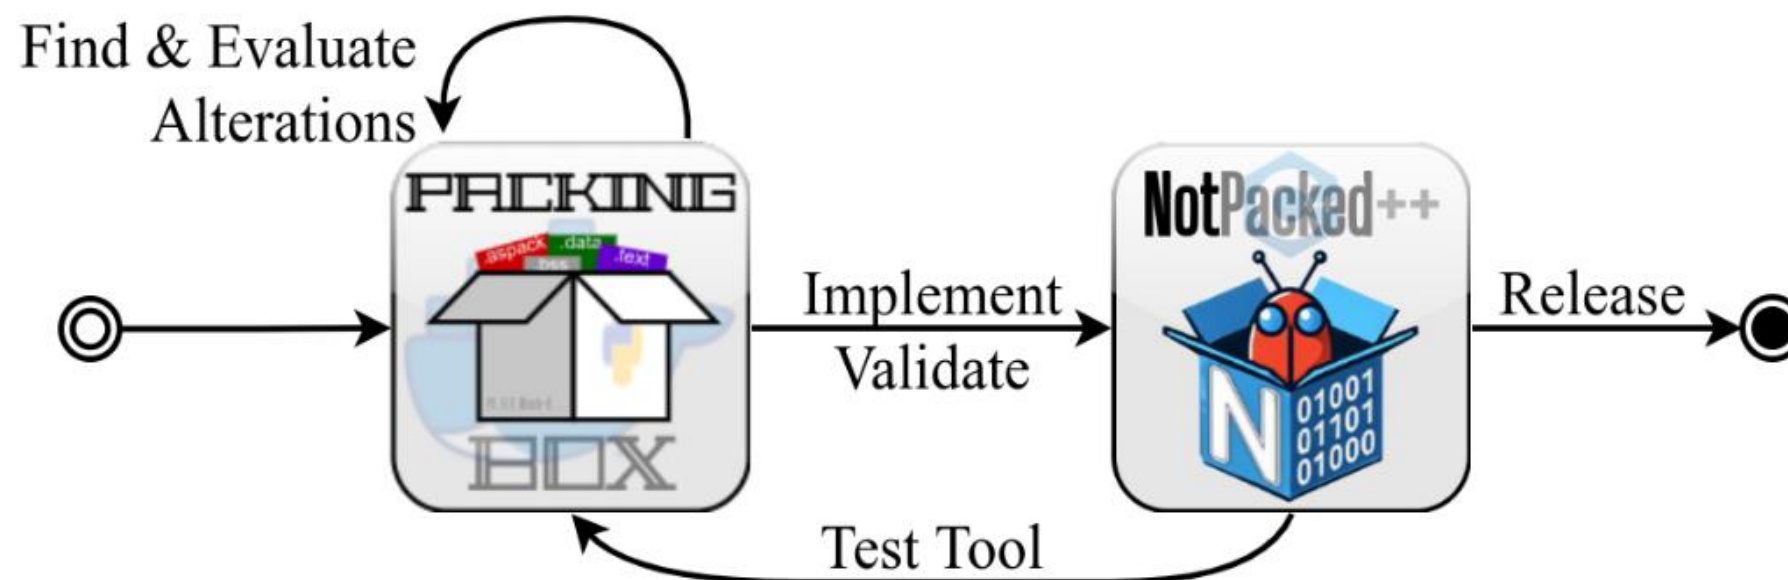 Find & Evaluate
Alterations
PACKING
.aspack
.data
.bss
.text
BOX
Implement
Validate
NotPacked++
N
01001
01101
01000
Release
Test Tool